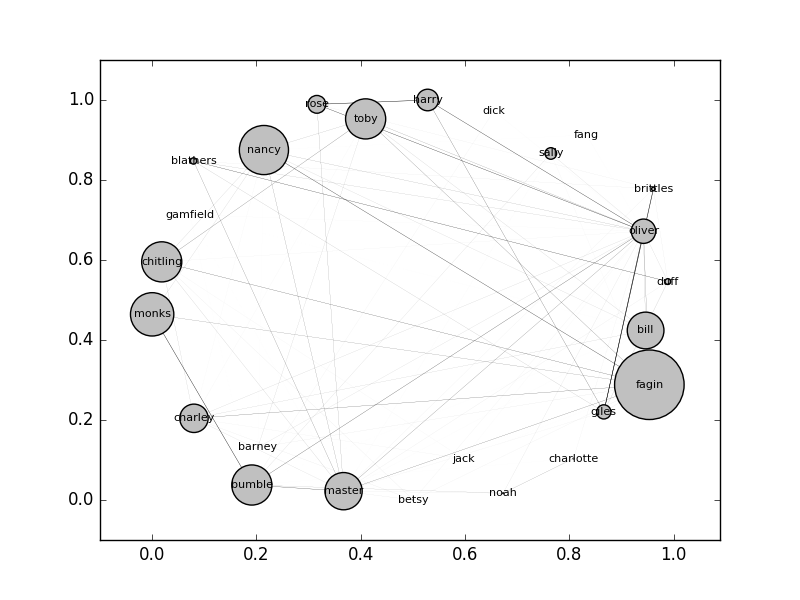 1.0
0.8
0.6
0.4
0.2
0.0
rose
harry
toby
dick
fang
nancy
sally
blathers
brittles
gamfield
oliver
chitling
duff
monks
bill
fagin
charley
giles
barney
jack
charlotte
bumble
master
betsy
noah
0.0 0.2 0.4 0.6 0.8 1.0